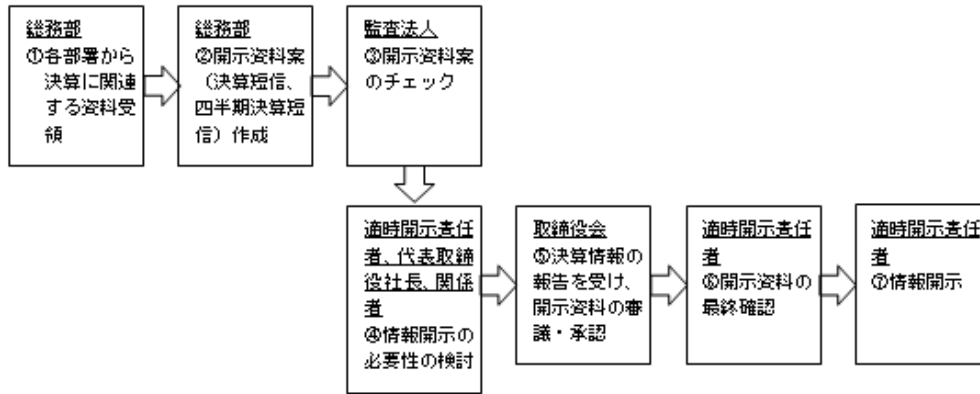 総務部
①各部署から
決算に関連
する資料受
領
総務部
②開示資料案
（決算短信、
四半期決算短
信）作成
監査法人
③開示資料案
のチェック
適時開示責任
者、代表取締
役社長、関係
者
④情報開示の
必要性の検討
取締役会
⑤決算情報の
報告を受け、
開示資料の審
議・承認
適時開示責任
者
⑥開示資料の
最終確認
適時開示責任
者
⑦情報開示